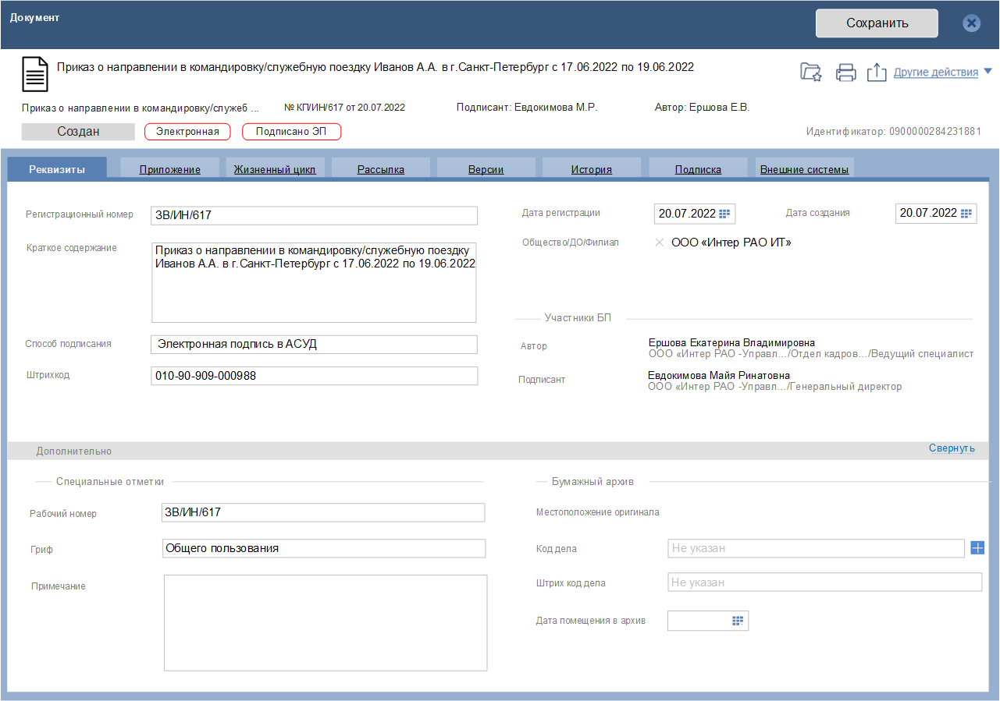 Документ
Сохранить
Приказ о направлении в командировку/служебную поездку Иванов А.А. в г.Санкт-Петербург с 17.06.2022 по 19.06.2022
Другие действия
Приказ о направлении в командировку/служеб ...
№ КП/ИН/617 от 20.07.2022
Подписант: Евдокимова М.Р.
Автор: Ершова Е.В.
Создан
Электронная
Подписано ЭП
Идентификатор: 0900000284231881
Реквизиты
Приложение
Жизненный цикл
Рассылка
Версии
История
Подписка
Внешние системы
Регистрационный номер
ЗВ/ИН/617
Дата регистрации
20.07.2022
Дата создания
20.07.2022
Краткое содержание
Приказ о направлении в командировку/служебную поездку
Иванов А.А. в г.Санкт-Петербург с 17.06.2022 по 19.06.2022
Общество/ДО/Филиал
ООО «Интер РАО ИТ»
Участники БП
Способ подписания
Электронная подпись в АСУД
Автор
Ершова Екатерина Владимировна
ООО «Интер РАО -Управл.../Отдел кадров.../Ведущий специалист
Штрихкод
010-90-909-000988
Подписант
Евдокимова Майя Ринатовна
ООО «Интер РАО -Управл.../Генеральный директор
Дополнительно
Свернуть
Специальные отметки
Бумажный архив
Рабочий номер
ЗВ/ИН/617
Местоположение оригинала
Гриф
Общего пользования
Код дела
Не указан
Примечание
Штрих код дела
Не указан
Дата помещения в архив